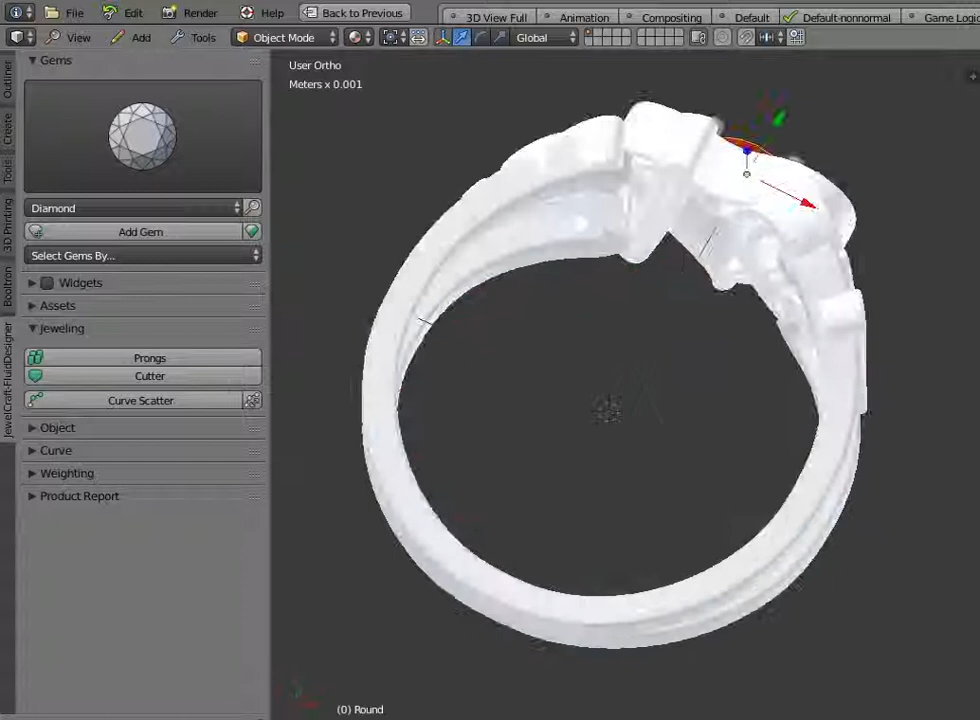 File Edit Render Help Back to Previous 3D View Full Animation Compositing Default Default-nonnormal Game Log
View Add Tools Object Mode Global
Outliner
Create
Tools
3D Printing
Booltron
JewelCraft-FluidDesigner
Gems
Diamond
Add Gem
Select Gems By...
Widgets
Assets
Jeweling
Prongs
Cutter
Curve Scatter
Object
Curve
Weighting
Product Report
User Ortho
Meters x 0.001
(0) Round